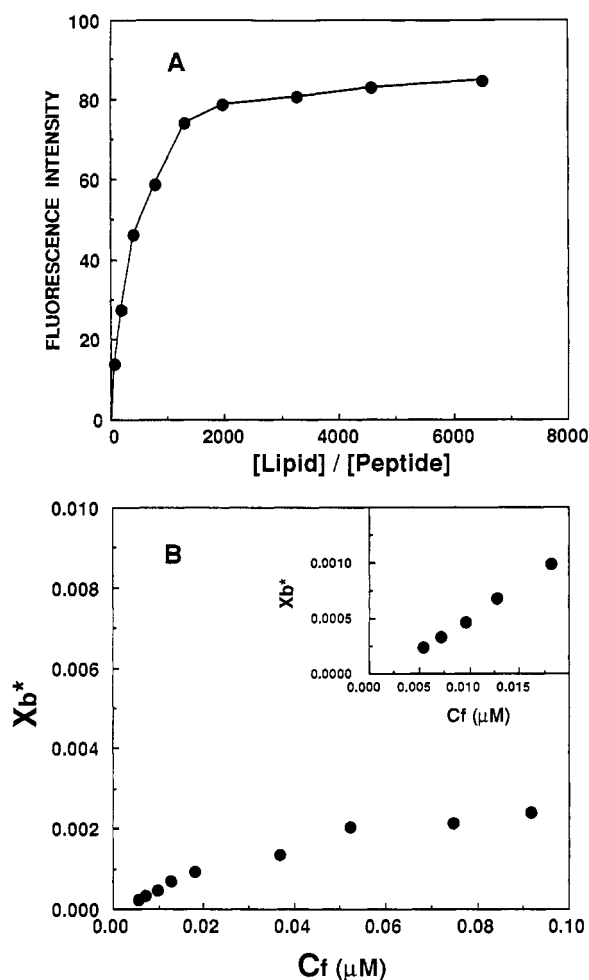 A
FLUORESCENCE INTENSITY
100
80
60
40
20
0
0 2000 4000 6000 8000
[Lipid] / [Peptide]
B
Xb*
0.010
0.008
0.006
0.004
0.002
0.000
0.00 0.02 0.04 0.06 0.08 0.10
Cf (μM)
Xb*
0.0010
0.0005
0.0000
0.000 0.005 0.010 0.015
Cf (μM)